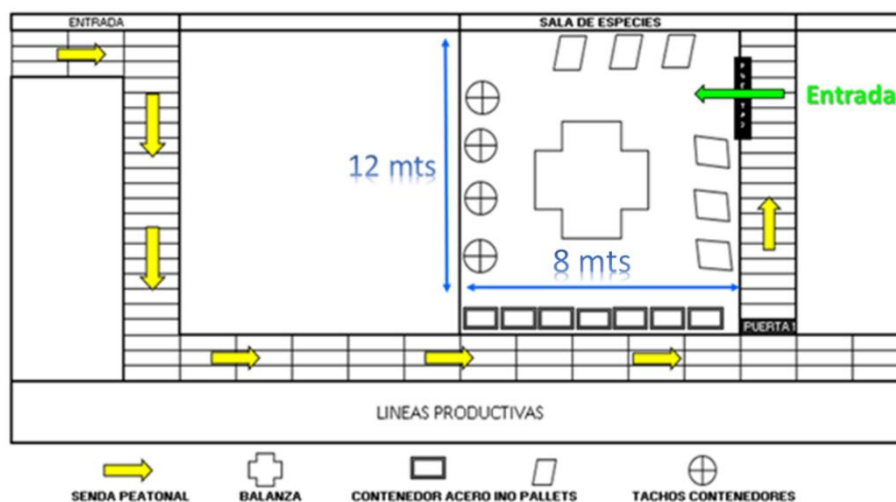 ENTRADA
SALA DE ESPECIES
Entrada
12 mts
8 mts
PUERTA 1
LINEAS PRODUCTIVAS
SENDA PEATONAL
BALANZA
CONTENEDOR ACERO INO
PALLETS
TACHOS CONTENEDORES